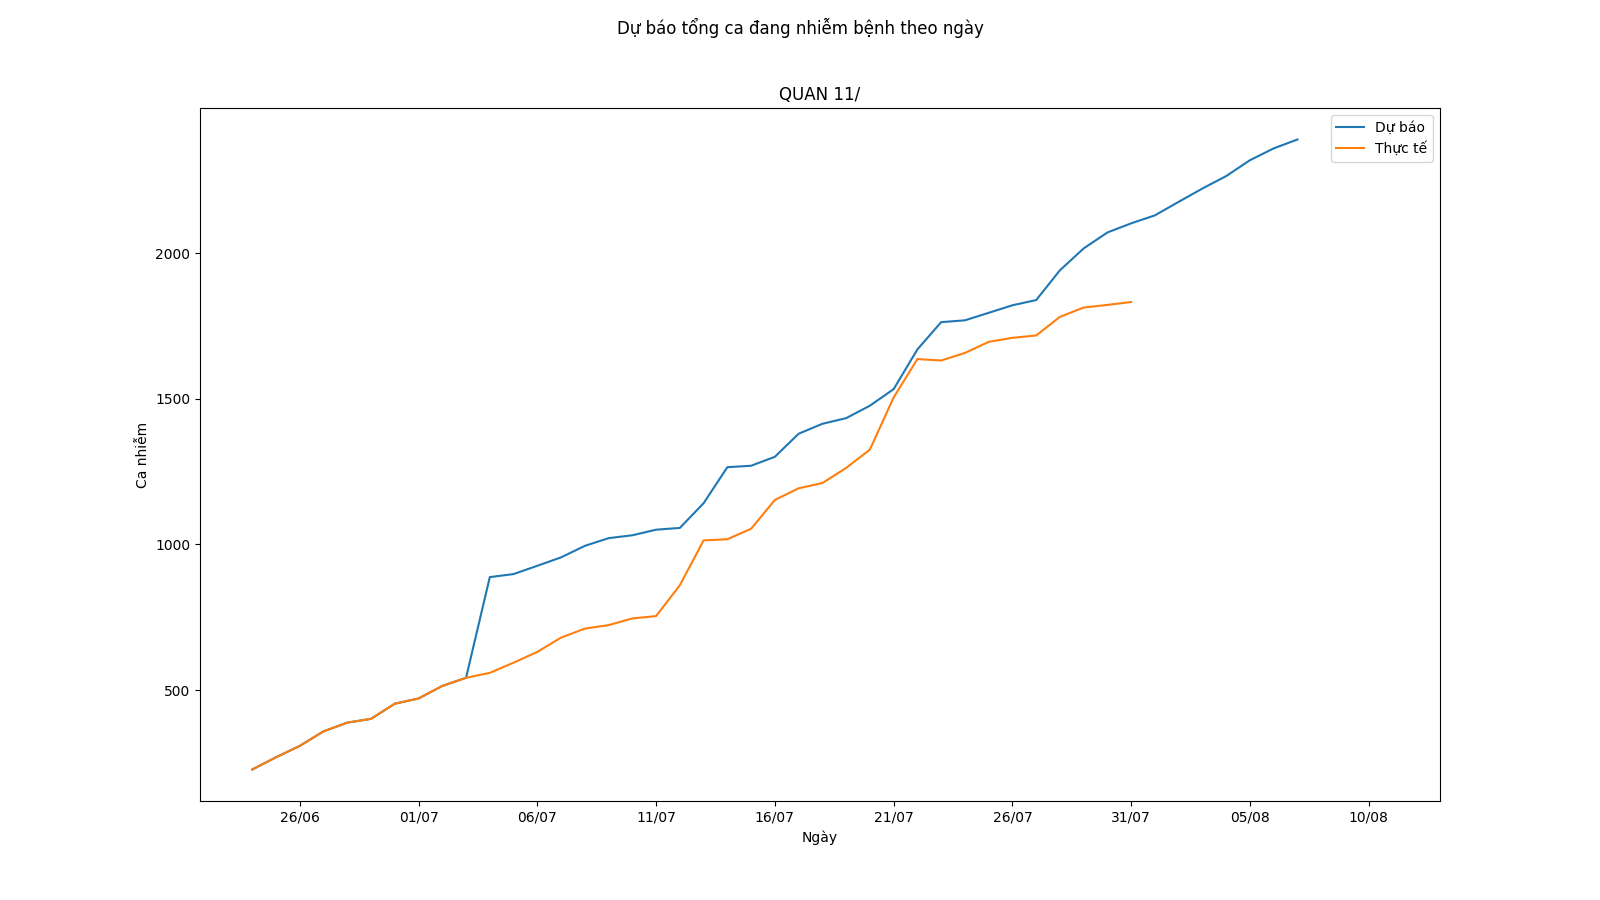 Dự báo tổng ca đang nhiễm bệnh theo ngày
QUAN 11/
Dự báo
Thực tế
2000
1500
1000
500
Ca nhiễm
26/06 01/07 06/07 11/07 16/07 21/07 26/07 31/07 05/08 10/08
Ngày